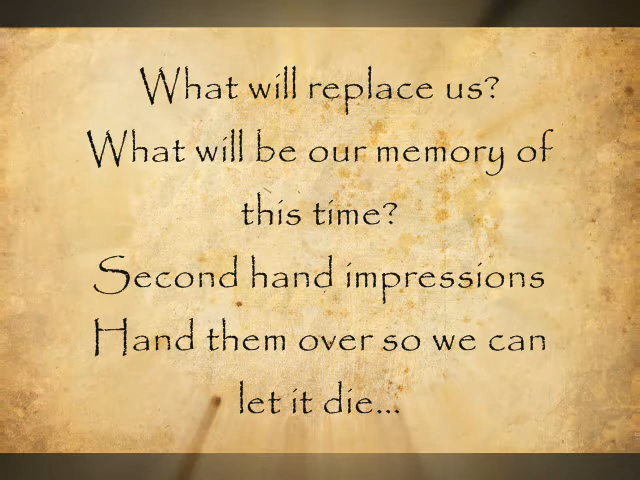 What will replace us?
What will be our memory of
this time?
Second hand impressions
Hand them over so we can
let it die...